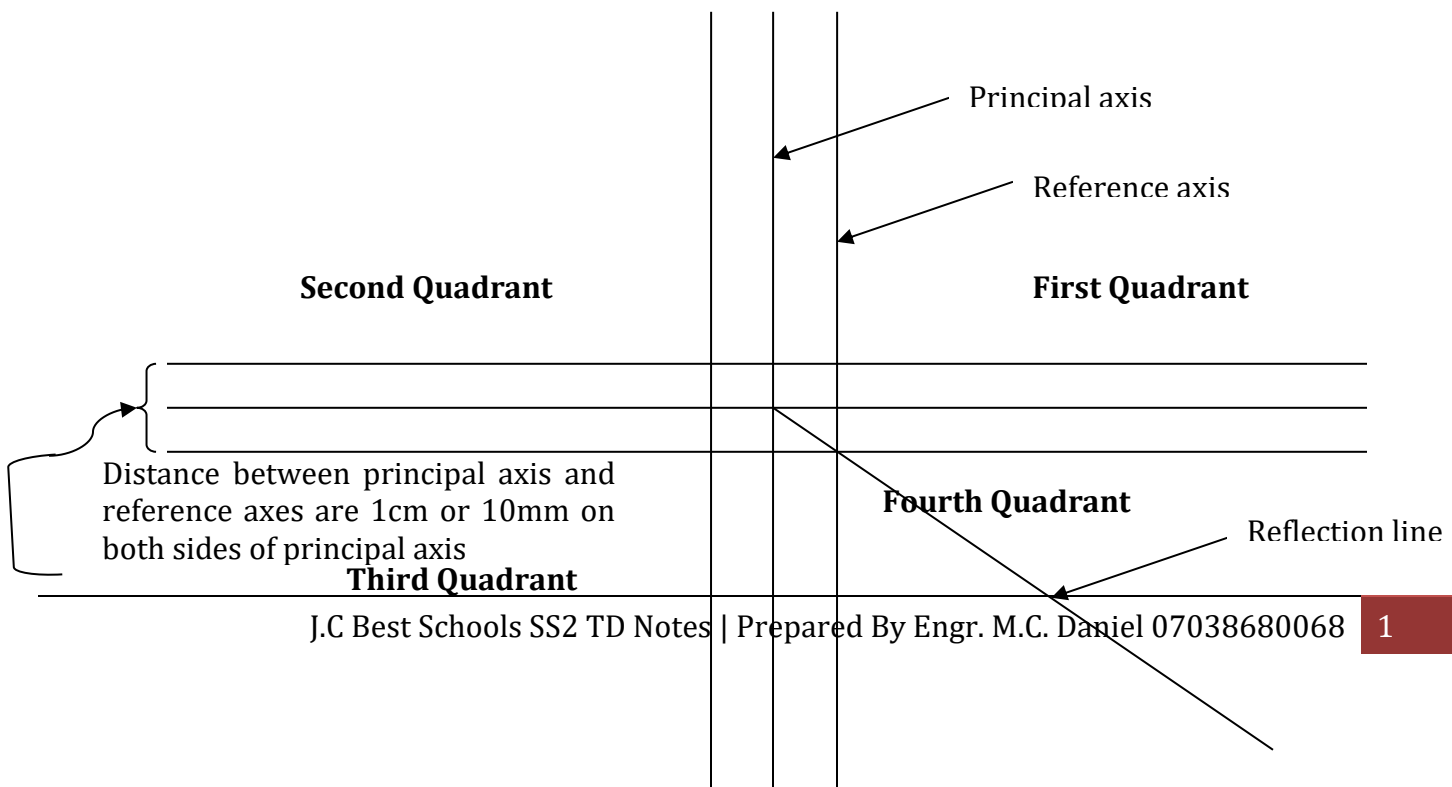 Principal axis
Reference axis
Second Quadrant
First Quadrant
Distance between principal axis and
reference axes are 1cm or 10mm on
both sides of principal axis
Fourth Quadrant
Reflection line
Third Quadrant
J.C Best Schools SS2 TD Notes | Prepared By Engr. M.C. Daniel 07038680068 1